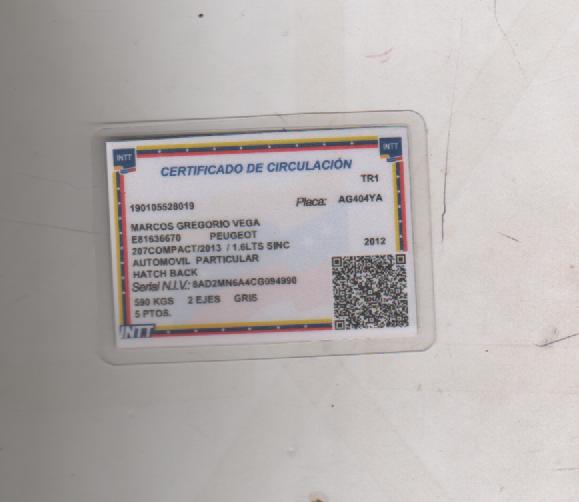 INTT
INTT
CERTIFICADO DE CIRCULACIÓN
TR1
190105528019
Placa: AG404YA
MARCOS GREGORIO VEGA
E81636670 PEUGEOT
207COMPACT/2013 / 1.6LTS SINC 2012
AUTOMOVIL PARTICULAR
HATCH BACK
Serial N.I.V.: 8AD2MN6A4CG094990
590 KGS 2 EJES GRIS
5 PTOS.
INTT